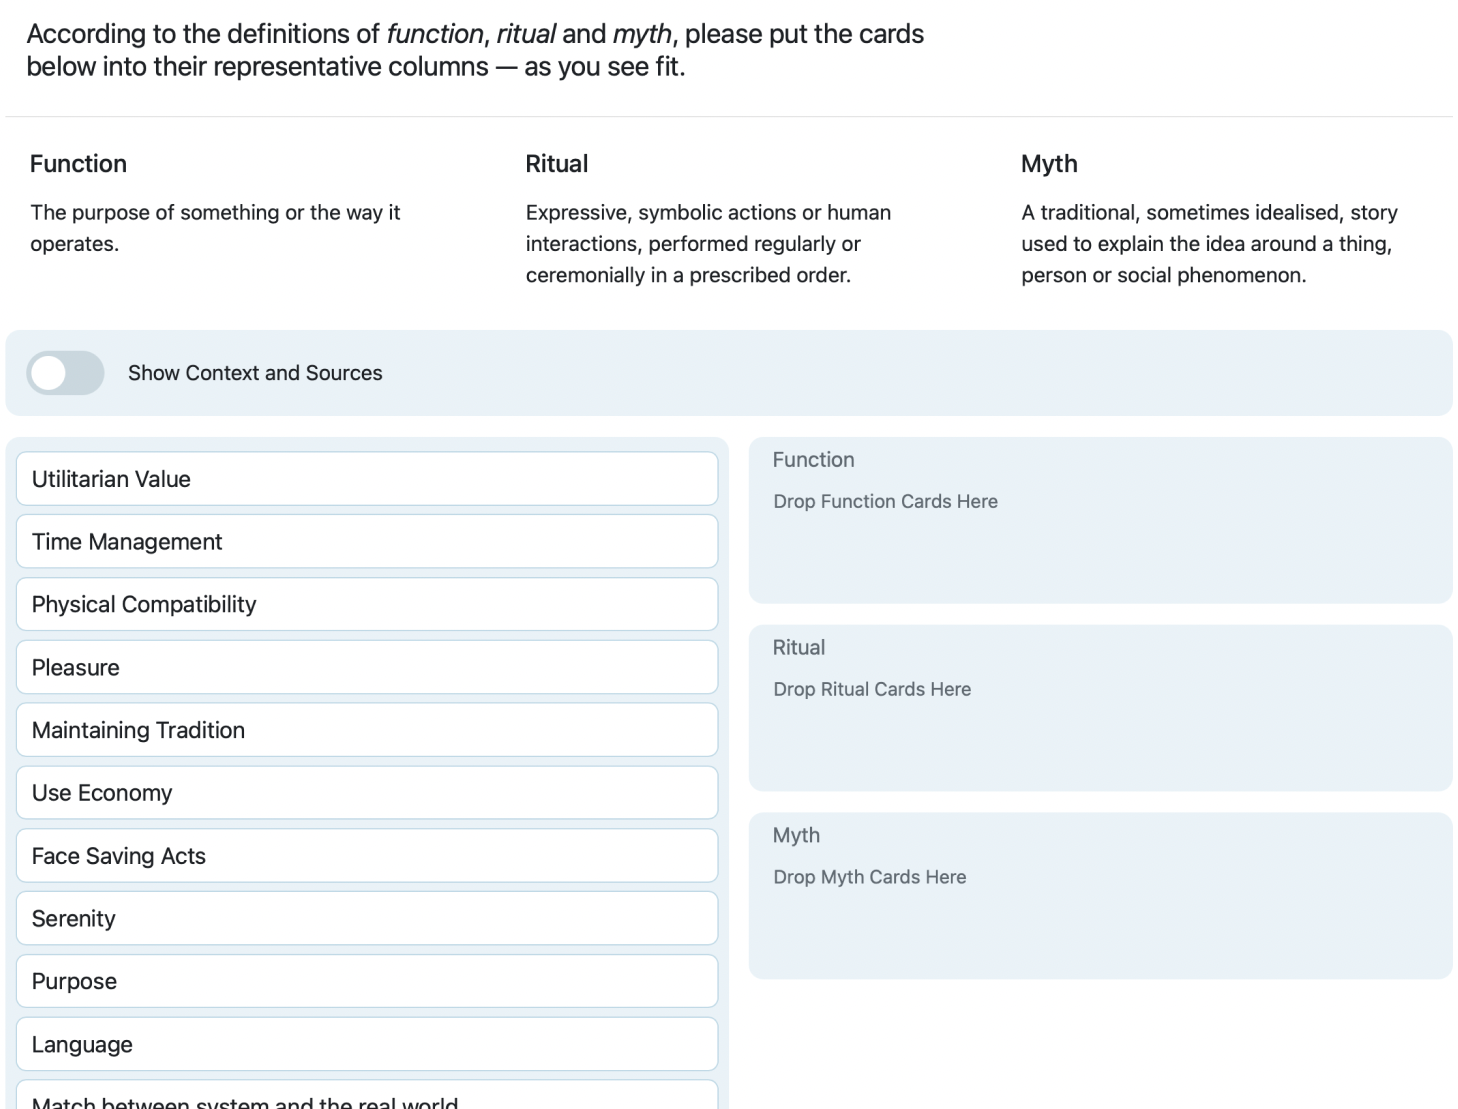 According to the definitions of function, ritual and myth, please put the cards
below into their representative columns — as you see fit.
Function
The purpose of something or the way it
operates.
Ritual
Expressive, symbolic actions or human
interactions, performed regularly or
ceremonially in a prescribed order.
Myth
A traditional, sometimes idealised, story
used to explain the idea around a thing,
person or social phenomenon.
Show Context and Sources
Utilitarian Value
Time Management
Physical Compatibility
Pleasure
Maintaining Tradition
Use Economy
Face Saving Acts
Serenity
Purpose
Language
Match between system and the real world
Function
Drop Function Cards Here
Ritual
Drop Ritual Cards Here
Myth
Drop Myth Cards Here